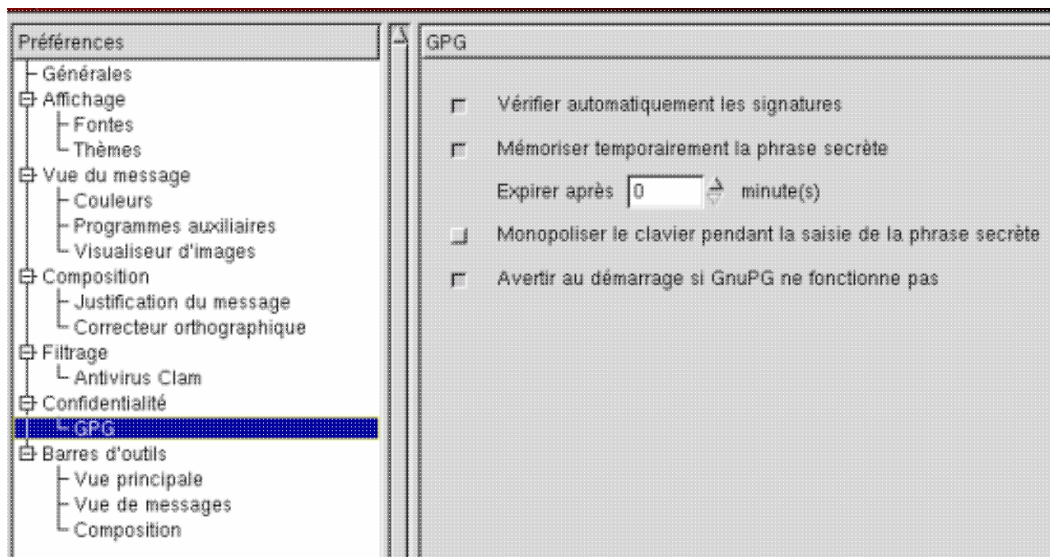 Préférences
Générales
Affichage
Fontes
Thèmes
Vue du message
Couleurs
Programmes auxiliaires
Visualiseur d'images
Composition
Justification du message
Correcteur orthographique
Filtrage
Antivirus Clam
Confidentialité
GPG
Barres d'outils
Vue principale
Vue de messages
Composition
GPG
Vérifier automatiquement les signatures
Mémoriser temporairement la phrase secrète
Expirer après 0 minute(s)
Monopoliser le clavier pendant la saisie de la phrase secrète
Avertir au démarrage si GnuPG ne fonctionne pas